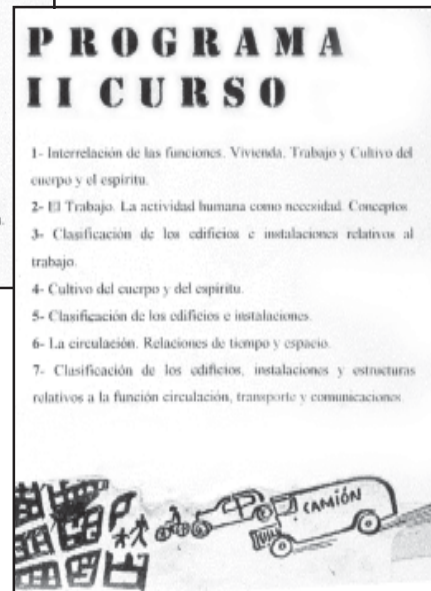 PROGRAMA
II CURSO
1- Interrelación de las funciones. Vivienda, Trabajo y Cultivo del
cuerpo y el espiritu.
2- El Trabajo. La actividad humana como necesidad. Conceptos
3- Clasificación de los edificios e instalaciones relativos al
trabajo.
4- Cultivo del cuerpo y del espiritu.
5- Clasificación de los edificios e instalaciones.
6- La circulación. Relaciones de tiempo y espacio.
7- Clasificación de los edificios, instalaciones y estructuras
relativos a la función circulación, transporte y comunicaciones.
CAMIÓN